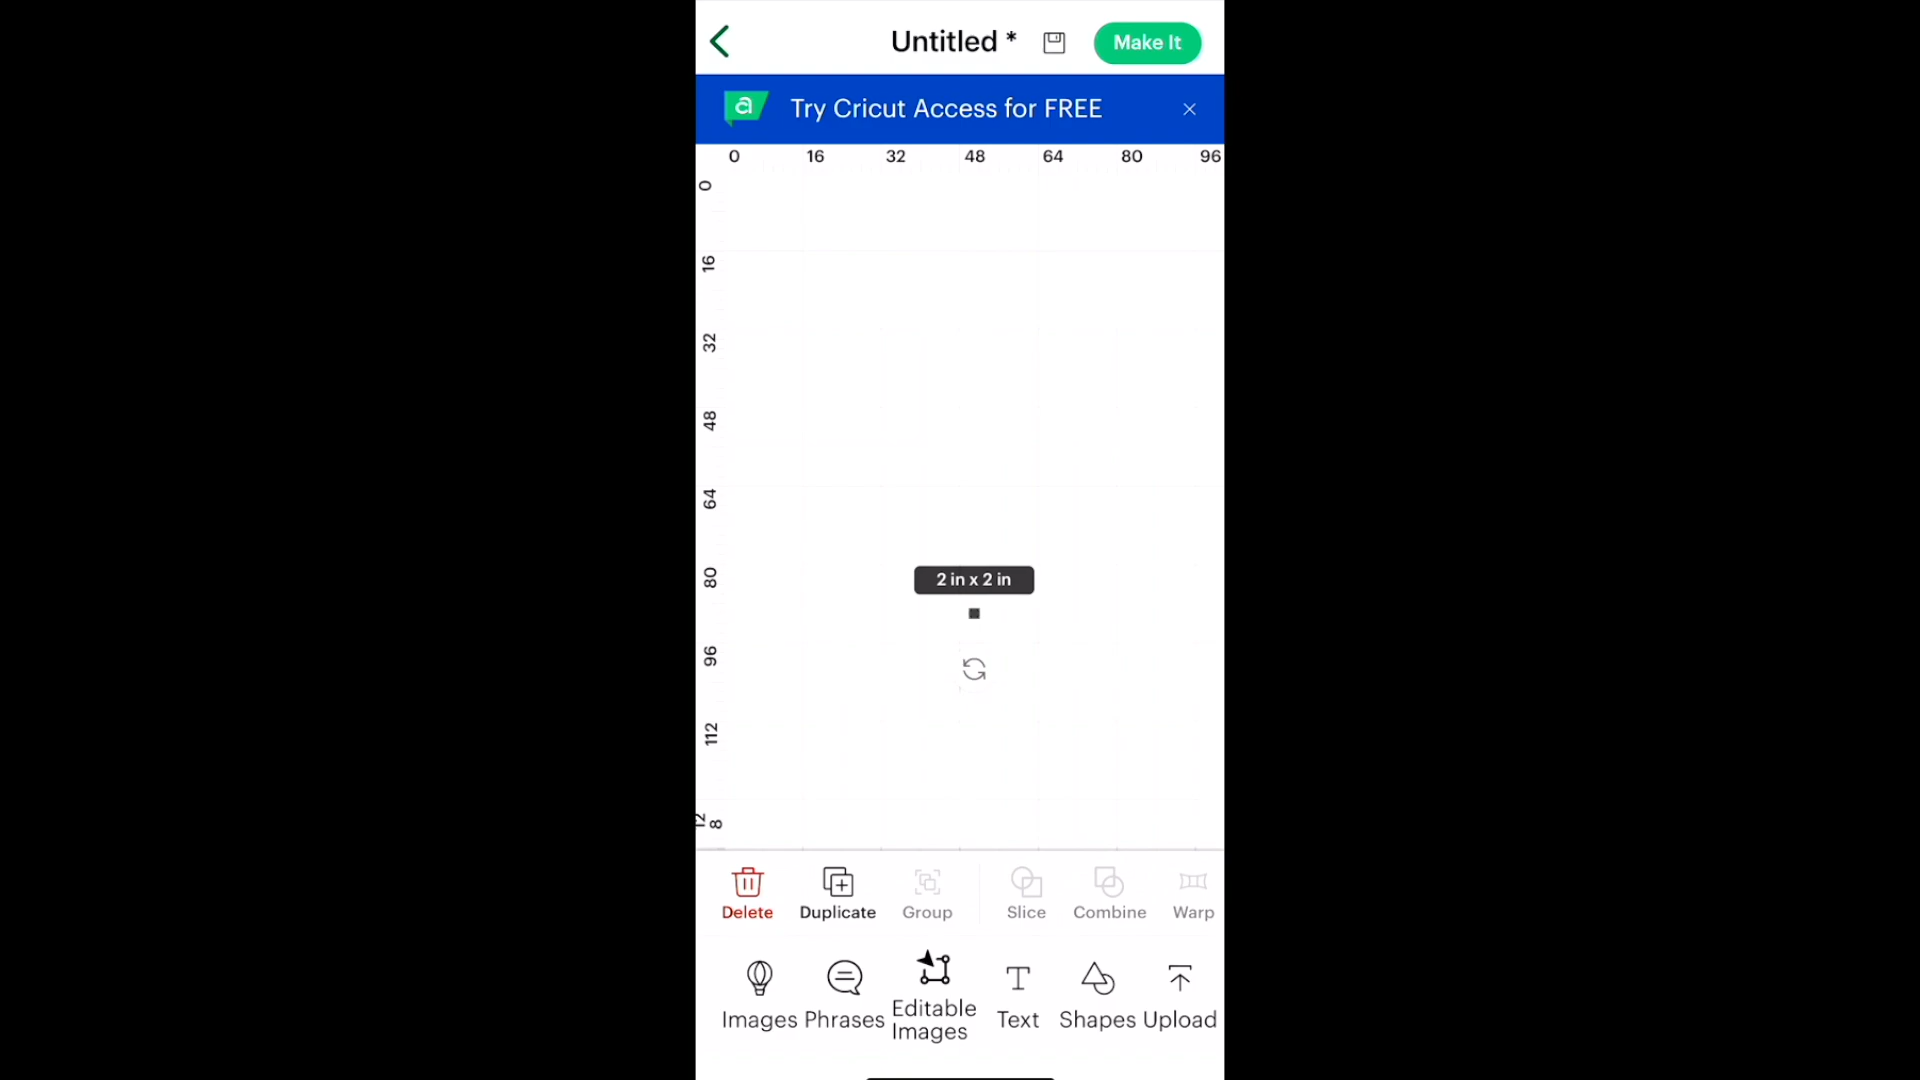 Untitled *
Make It
a Try Cricut Access for FREE
0 16 32 48 64 80 96
0
16
32
48
64
80
2 in x 2 in
96
112
12
8
Delete Duplicate Group Slice Combine Warp
Images Phrases Editable Images Text Shapes Upload